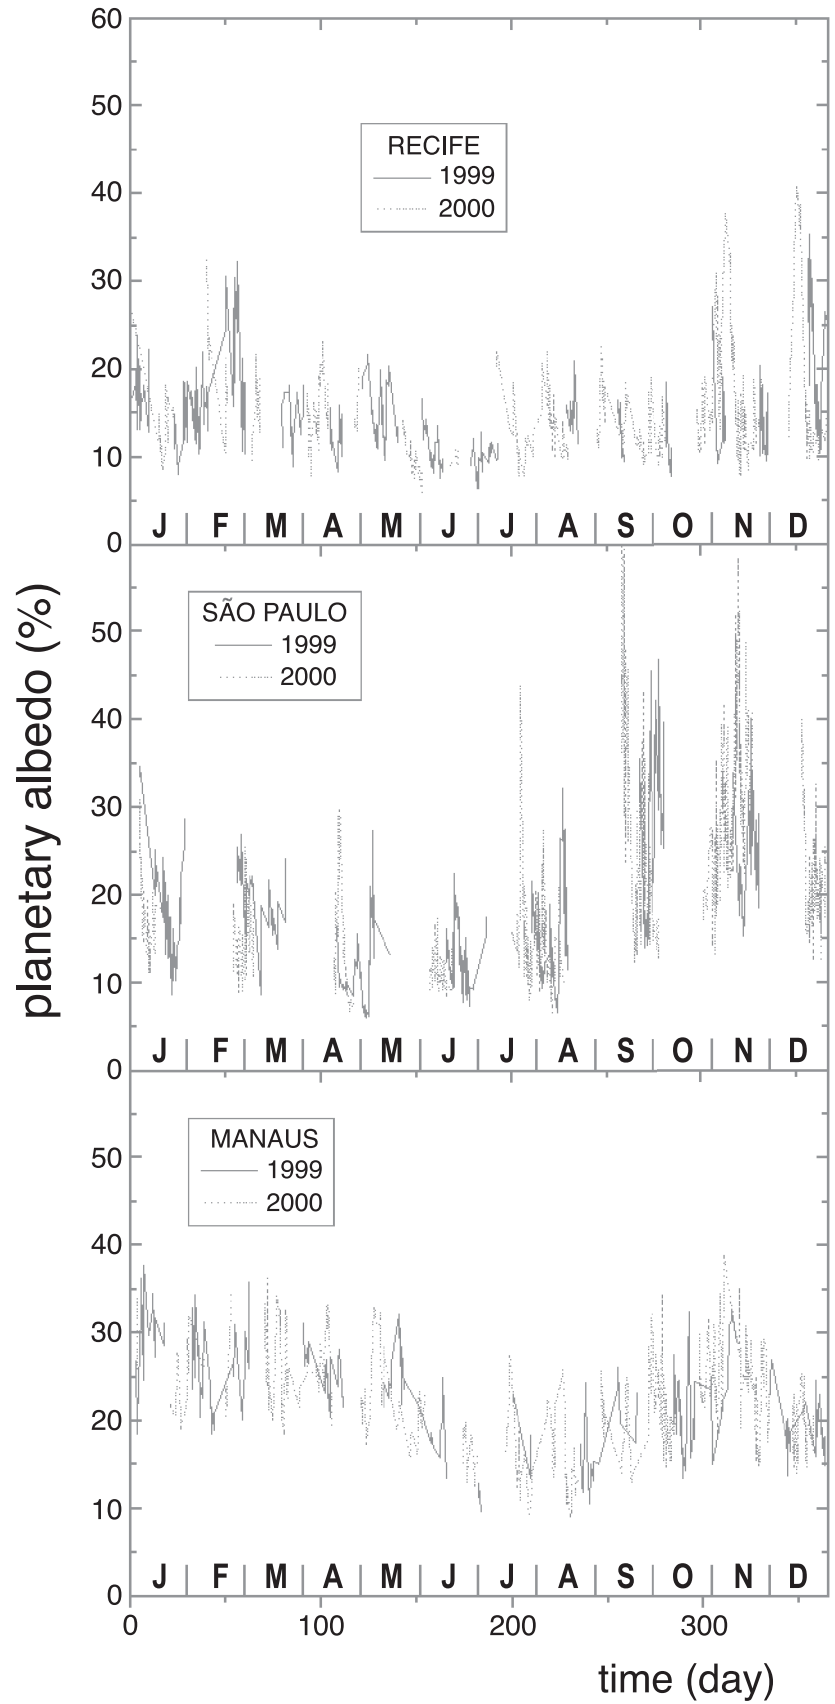 60
50
40
30
20
10
0
RECIFE
1999
2000
J F M A M J J A S O N D
planetary albedo (%)
50
40
30
20
10
0
SÃO PAULO
1999
2000
J F M A M J J A S O N D
50
40
30
20
10
0
MANAUS
1999
2000
J F M A M J J A S O N D
0 100 200 300
time (day)